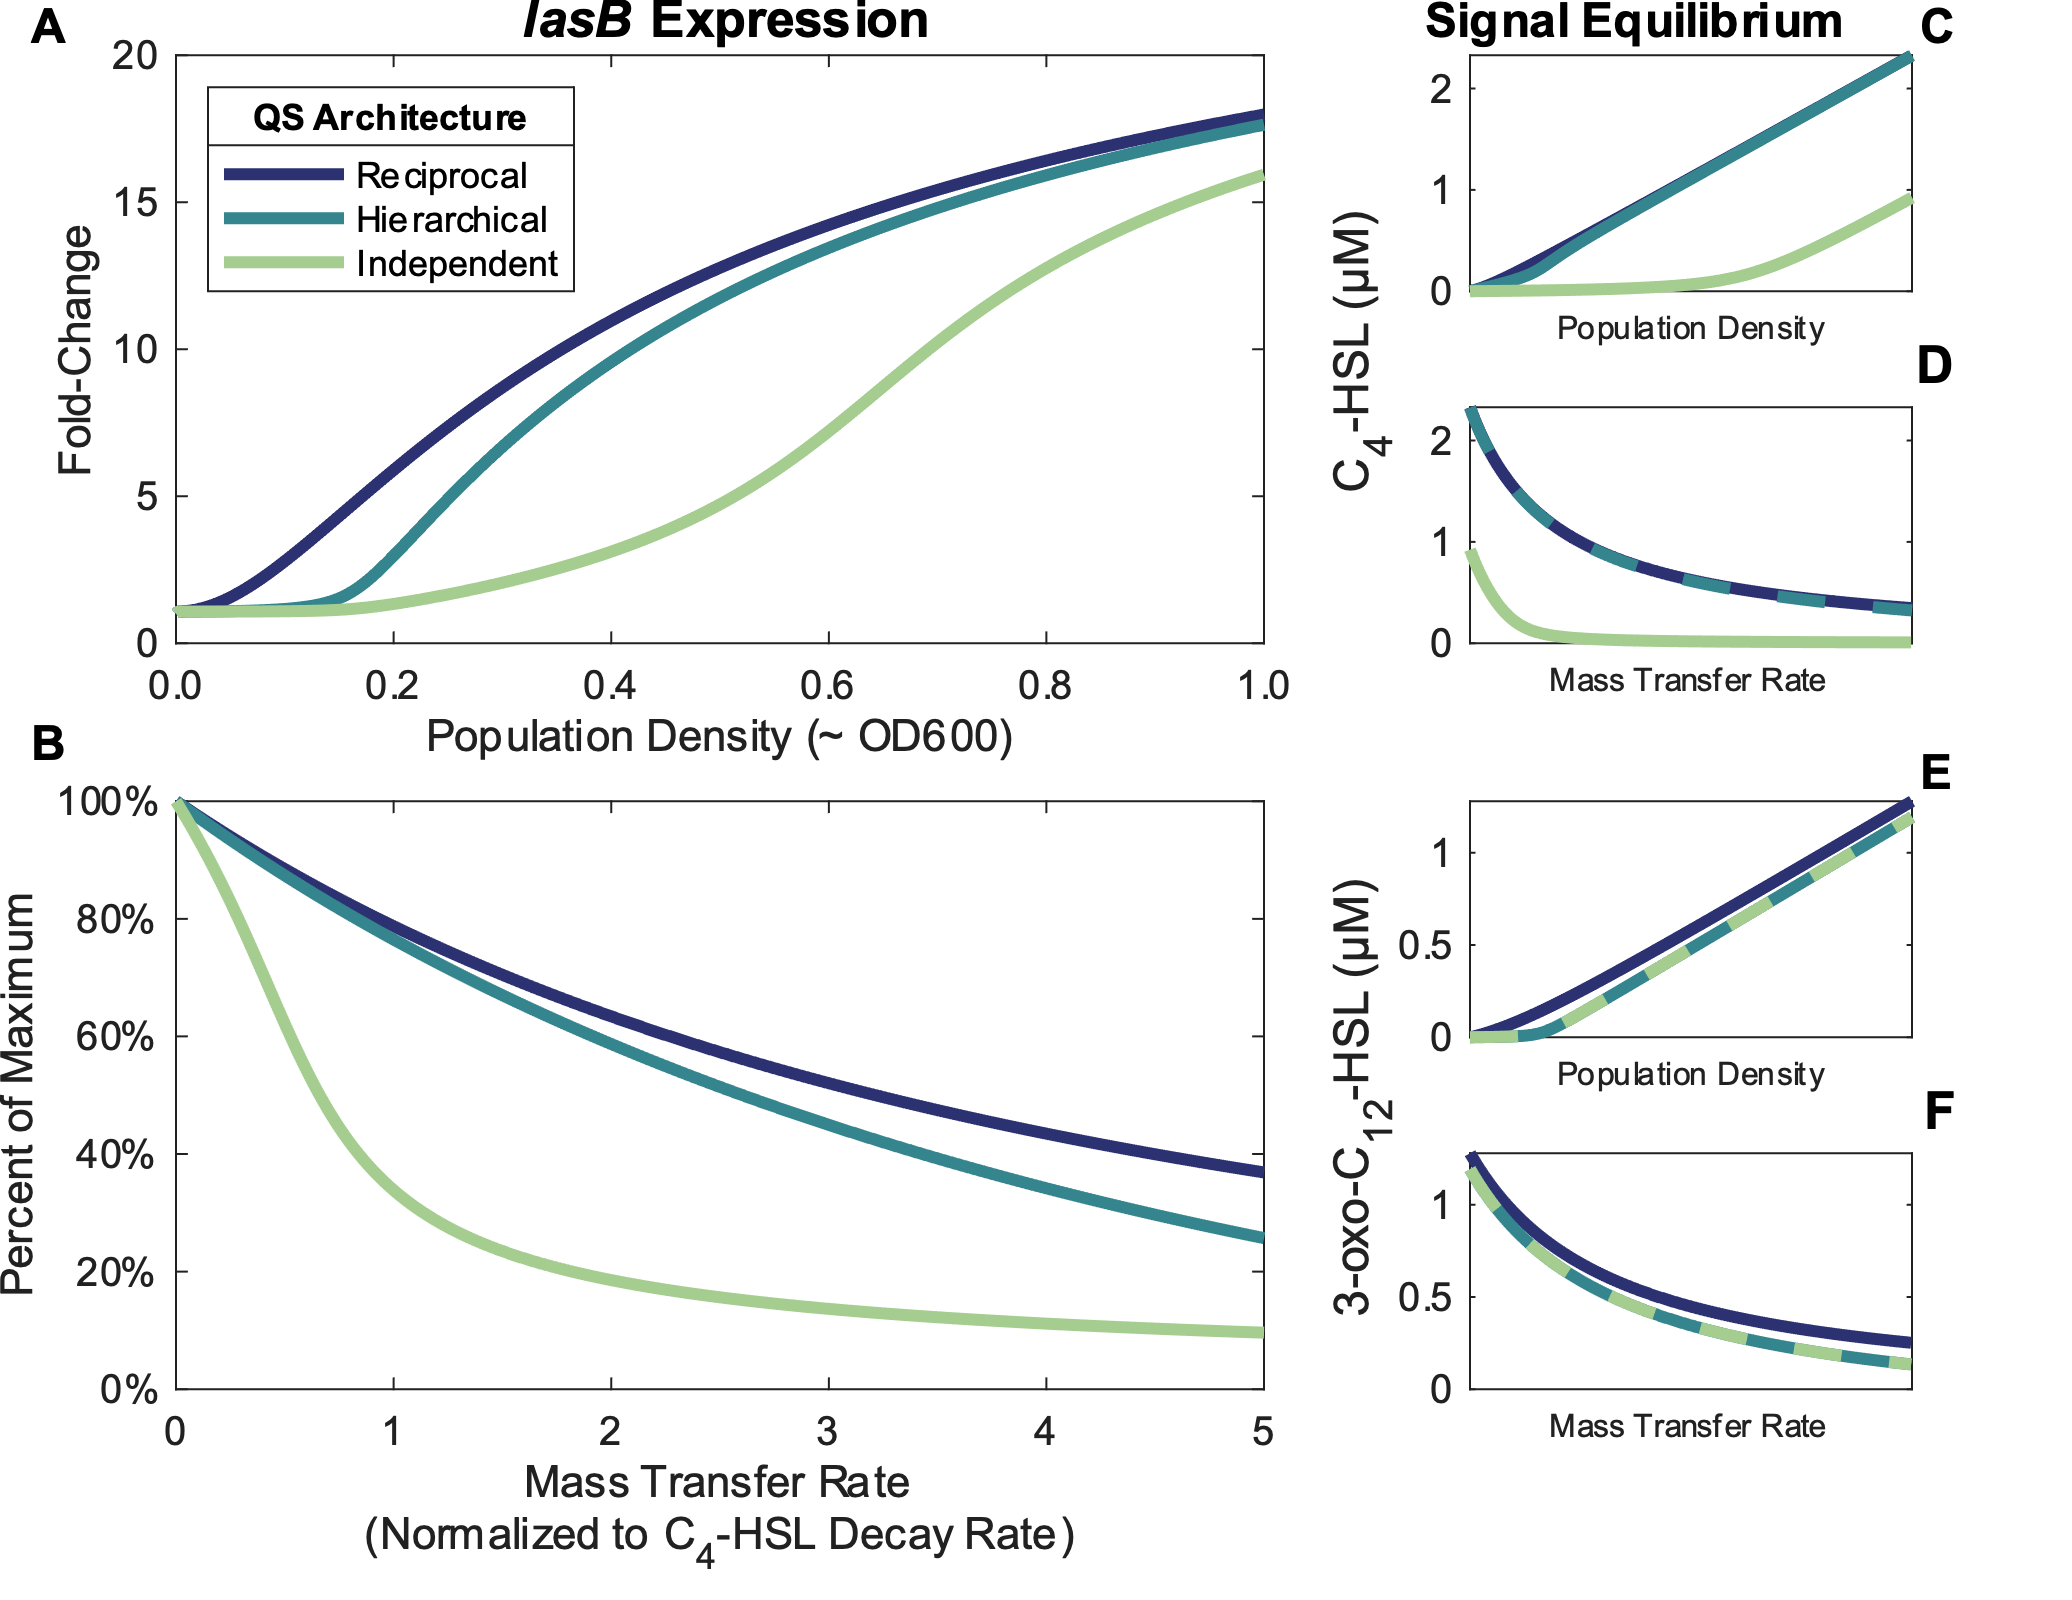 A
lasB Expression
20
15
10
5
0
Fold-Change
QS Architecture
Reciprocal
Hierarchical
Independent
0.0 0.2 0.4 0.6 0.8 1.0
Population Density (~ OD600)
B
100%
80%
60%
40%
20%
0%
Percent of Maximum
0 1 2 3 4 5
Mass Transfer Rate
(Normalized to C4-HSL Decay Rate)
Signal Equilibrium
C
2
1
0
Population Density
C4-HSL (μM)
D
2
1
0
Mass Transfer Rate
E
1
0.5
0
Population Density
3-oxo-C12-HSL (μM)
F
1
0.5
0
Mass Transfer Rate